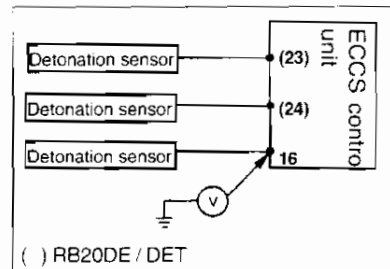 Detonation sensor
(23)
ECCS control
unit
Detonation sensor
(24)
Detonation sensor
16
V
( ) RB20DE / DET